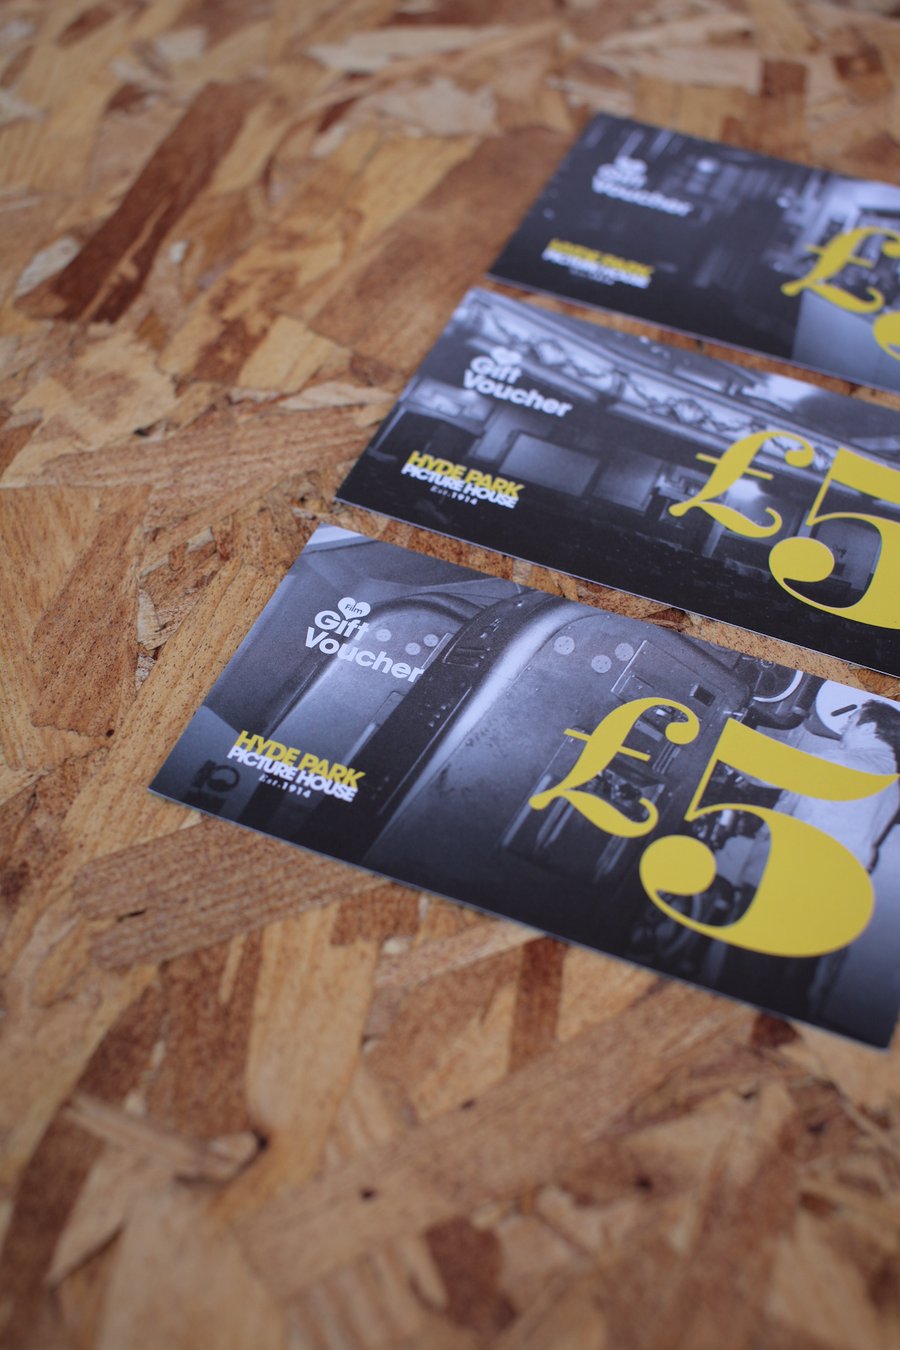 Gift
Voucher
HYDE PARK
PICTURE HOUSE
£5
Gift
Voucher
HYDE PARK
PICTURE HOUSE
Est. 1914
£5
Film
Gift
Voucher
HYDE PARK
PICTURE HOUSE
Est. 1914
£5